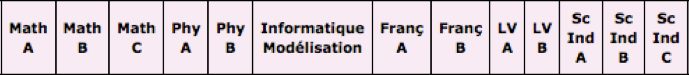 Math A
Math B
Math C
Phy A
Phy B
Informatique Modélisation
Franç A
Franç B
LV A
LV B
Sc Ind A
Sc Ind B
Sc Ind C